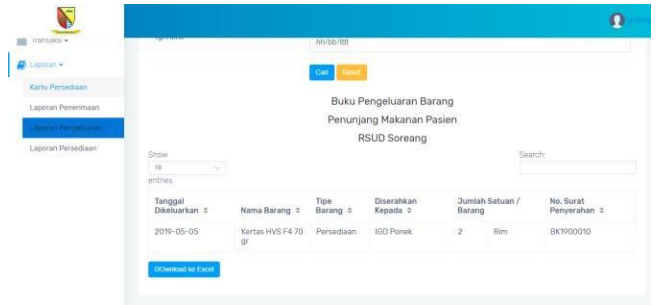 Transaksi
Laporan
Kartu Persediaan
Laporan Penerimaan
Laporan Pengeluaran
Laporan Persediaan
hh/bb/tttt
Cari Reset
Buku Pengeluaran Barang
Penunjang Makanan Pasien
RSUD Soreang
Show
10
entries
Search:
Tanggal Dikeluarkan Nama Barang Tipe Barang Diserahkan Kepada Jumlah Satuan / Barang No. Surat Penyerahan
2019-05-05 Kertas HVS F4 70 gr Persediaan IGD Ponek 2 Rim BK1900010
DOwnload ke Excel